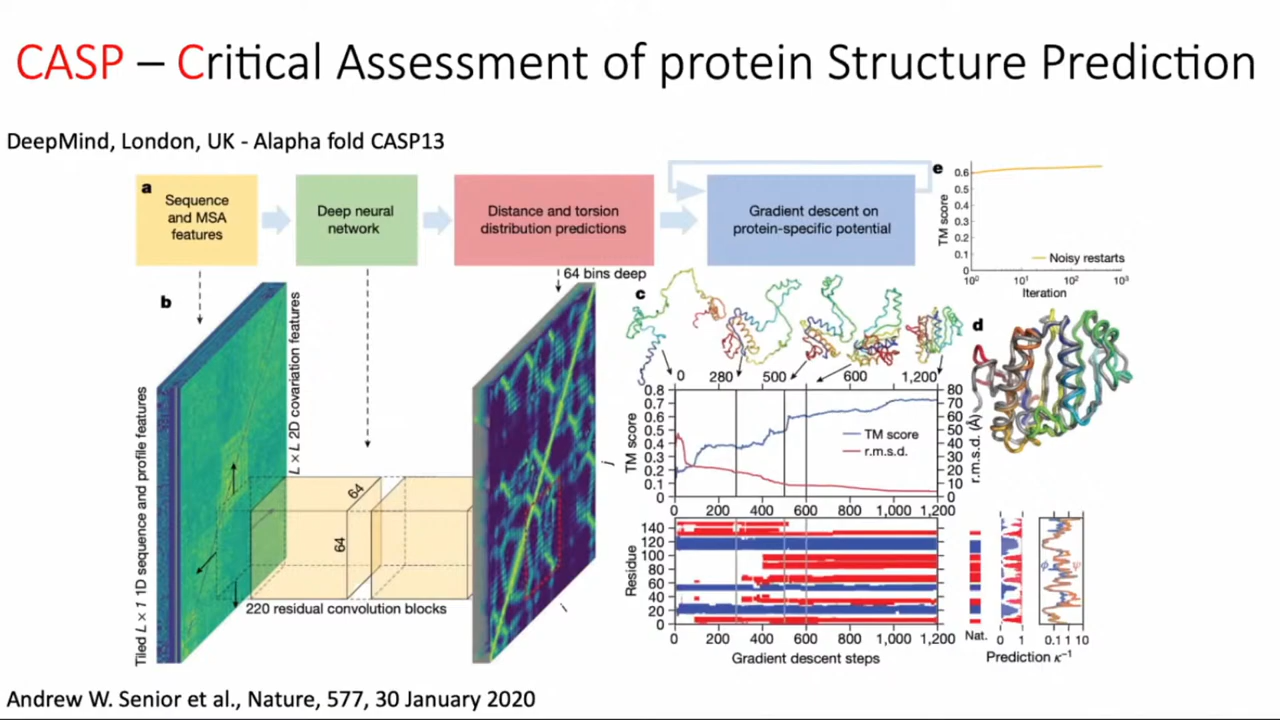 CASP – Critical Assessment of protein Structure Prediction
DeepMind, London, UK - Alapha fold CASP13
a
Sequence
and MSA
features
Deep neural
network
Distance and torsion
distribution predictions
Gradient descent on
protein-specific potential
e
TM score
0.6
0.5
0.4
0.3
0.2
0.1
0
Noisy restarts
10⁰ 10¹ 10² 10³
Iteration
b
Tiled L × 1 1D sequence and profile features
L × L 2D covariation features
64
64
220 residual convolution blocks
64 bins deep
j
i
c
0 280 500 600 1,200
TM score
0.8
0.7
0.6
0.5
0.4
0.3
0.2
0.1
0
TM score
r.m.s.d.
80
70
60
50
40
30
20
10
0
r.m.s.d. (Å)
0 200 400 600 800 1,000 1,200
d
Residue
140
120
100
80
60
40
20
0
0 200 400 600 800 1,000 1,200
Gradient descent steps
Nat.
0 1
ϕ
ψ
0.1 1 10
Prediction κ⁻¹
Andrew W. Senior et al., Nature, 577, 30 January 2020